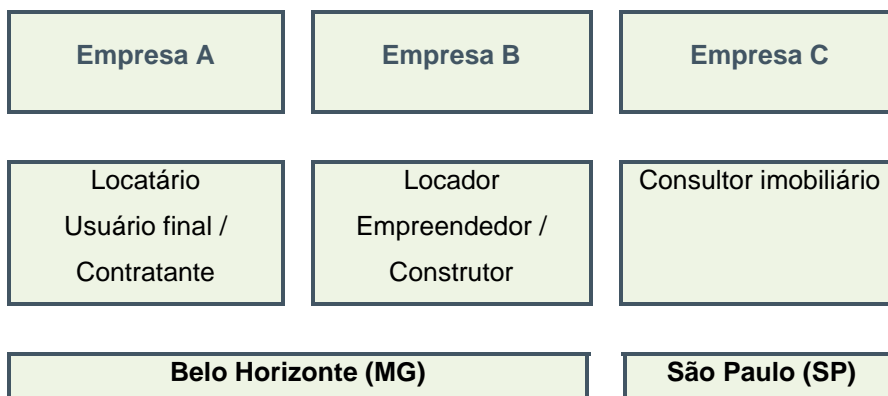 Empresa A
Empresa B
Empresa C
Locatário
Usuário final /
Contratante
Locador
Empreendedor /
Construtor
Consultor imobiliário
Belo Horizonte (MG)
São Paulo (SP)